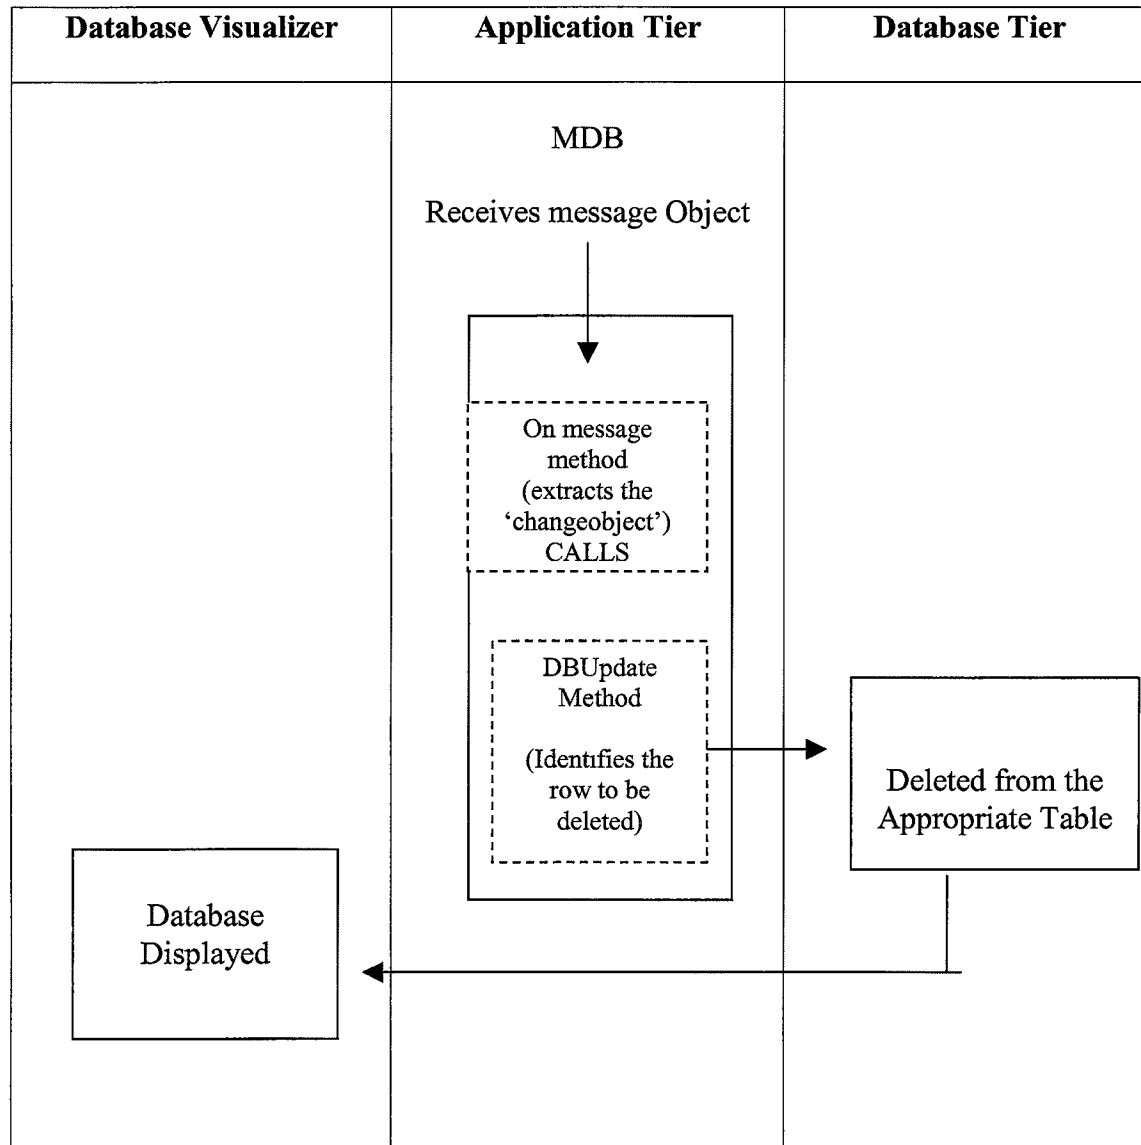 Database Visualizer
Application Tier
Database Tier
MDB
Receives message Object
On message
method
(extracts the
‘changeobject’)
CALLS
DBUpdate
Method
(Identifies the
row to be
deleted)
Deleted from the
Appropriate Table
Database
Displayed